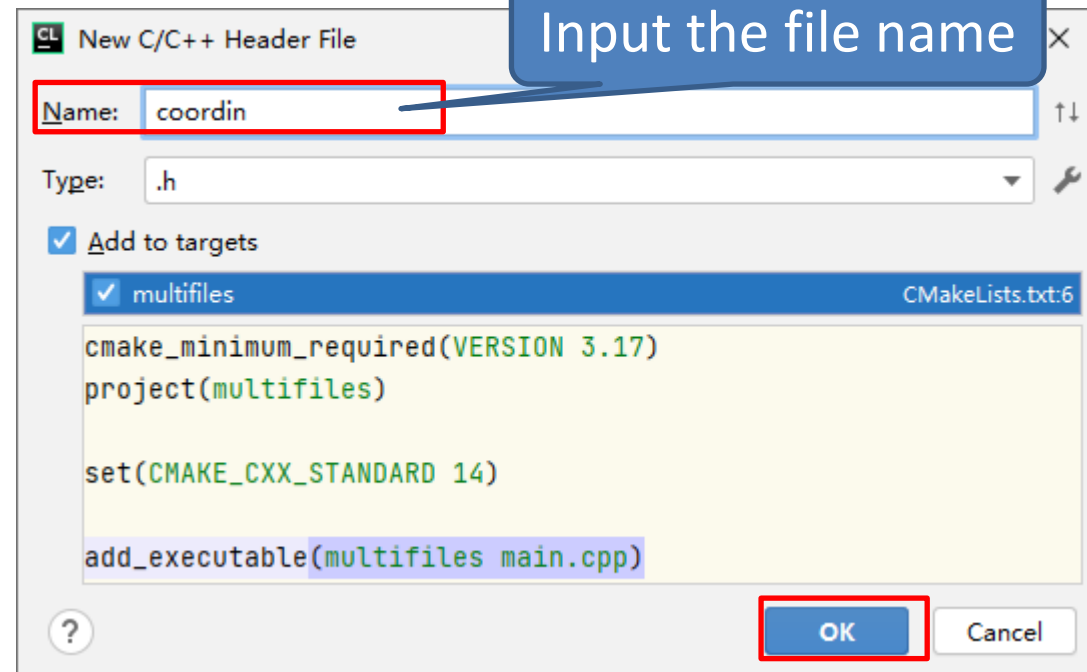 Input the file name
CL New C/C++ Header File
Name: coordin
Type: .h
Add to targets
multifiles CMakeLists.txt:6
cmake_minimum_required(VERSION 3.17)
project(multifiles)
set(CMAKE_CXX_STANDARD 14)
add_executable(multifiles main.cpp)
? OK Cancel